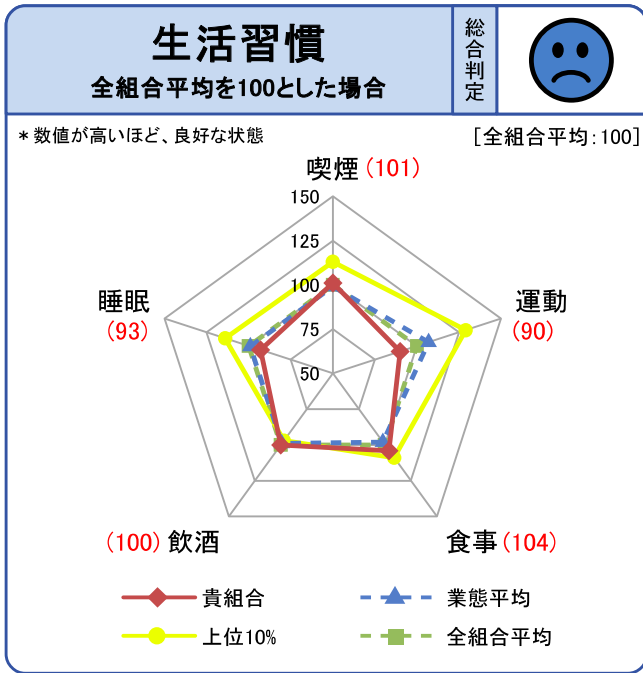 生活習慣
全組合平均を100とした場合
総合判定
*数値が高いほど、良好な状態
[全組合平均:100]
喫煙(101)
150
125
100
75
50
睡眠
(93)
運動
(90)
(100)飲酒
食事(104)
貴組合
業態平均
上位10%
全組合平均